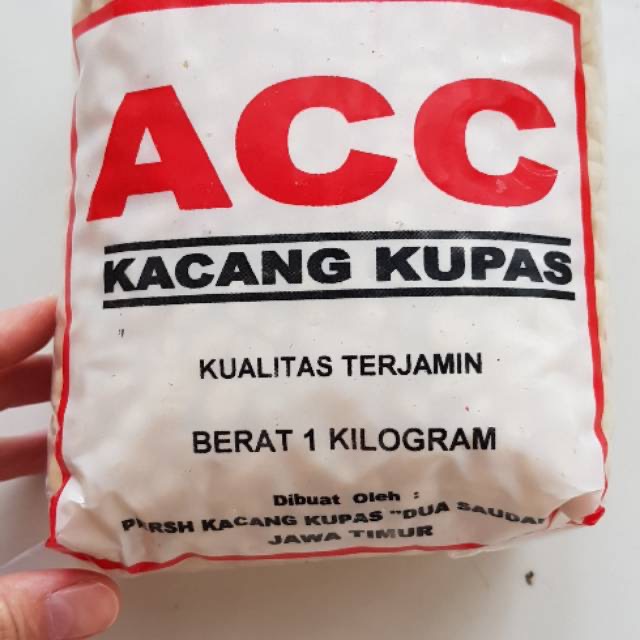 ACC
KACANG KUPAS
KUALITAS TERJAMIN
BERAT 1 KILOGRAM
Dibuat Oleh :
KACANG KUPAS "DUA
JAWA TIMUR